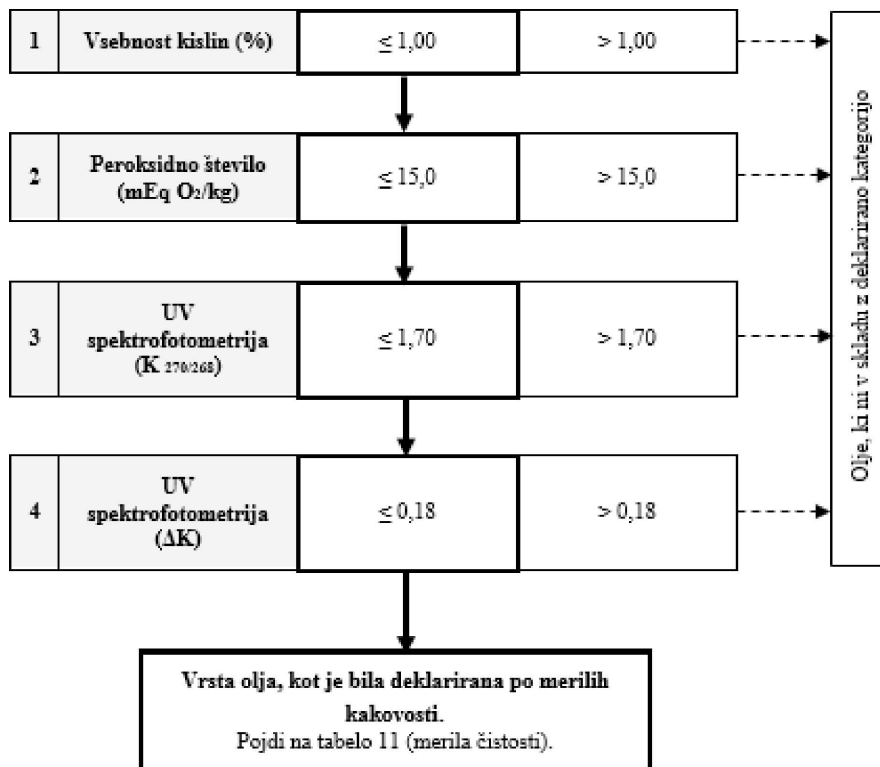 1 Vsebnost kislin (%) ≤ 1,00 > 1,00
2 Peroksidno število
(mEq O₂/kg) ≤ 15,0 > 15,0
3 UV
spektrofotometrija
(K 270/268) ≤ 1,70 > 1,70
4 UV
spektrofotometrija
(ΔK) ≤ 0,18 > 0,18
Olje, ki ni v skladu z deklarirano kategorijo
Vrsta olja, kot je bila deklarirana po merilih
kakovosti.
Pojdi na tabelo 11 (merila čistosti).